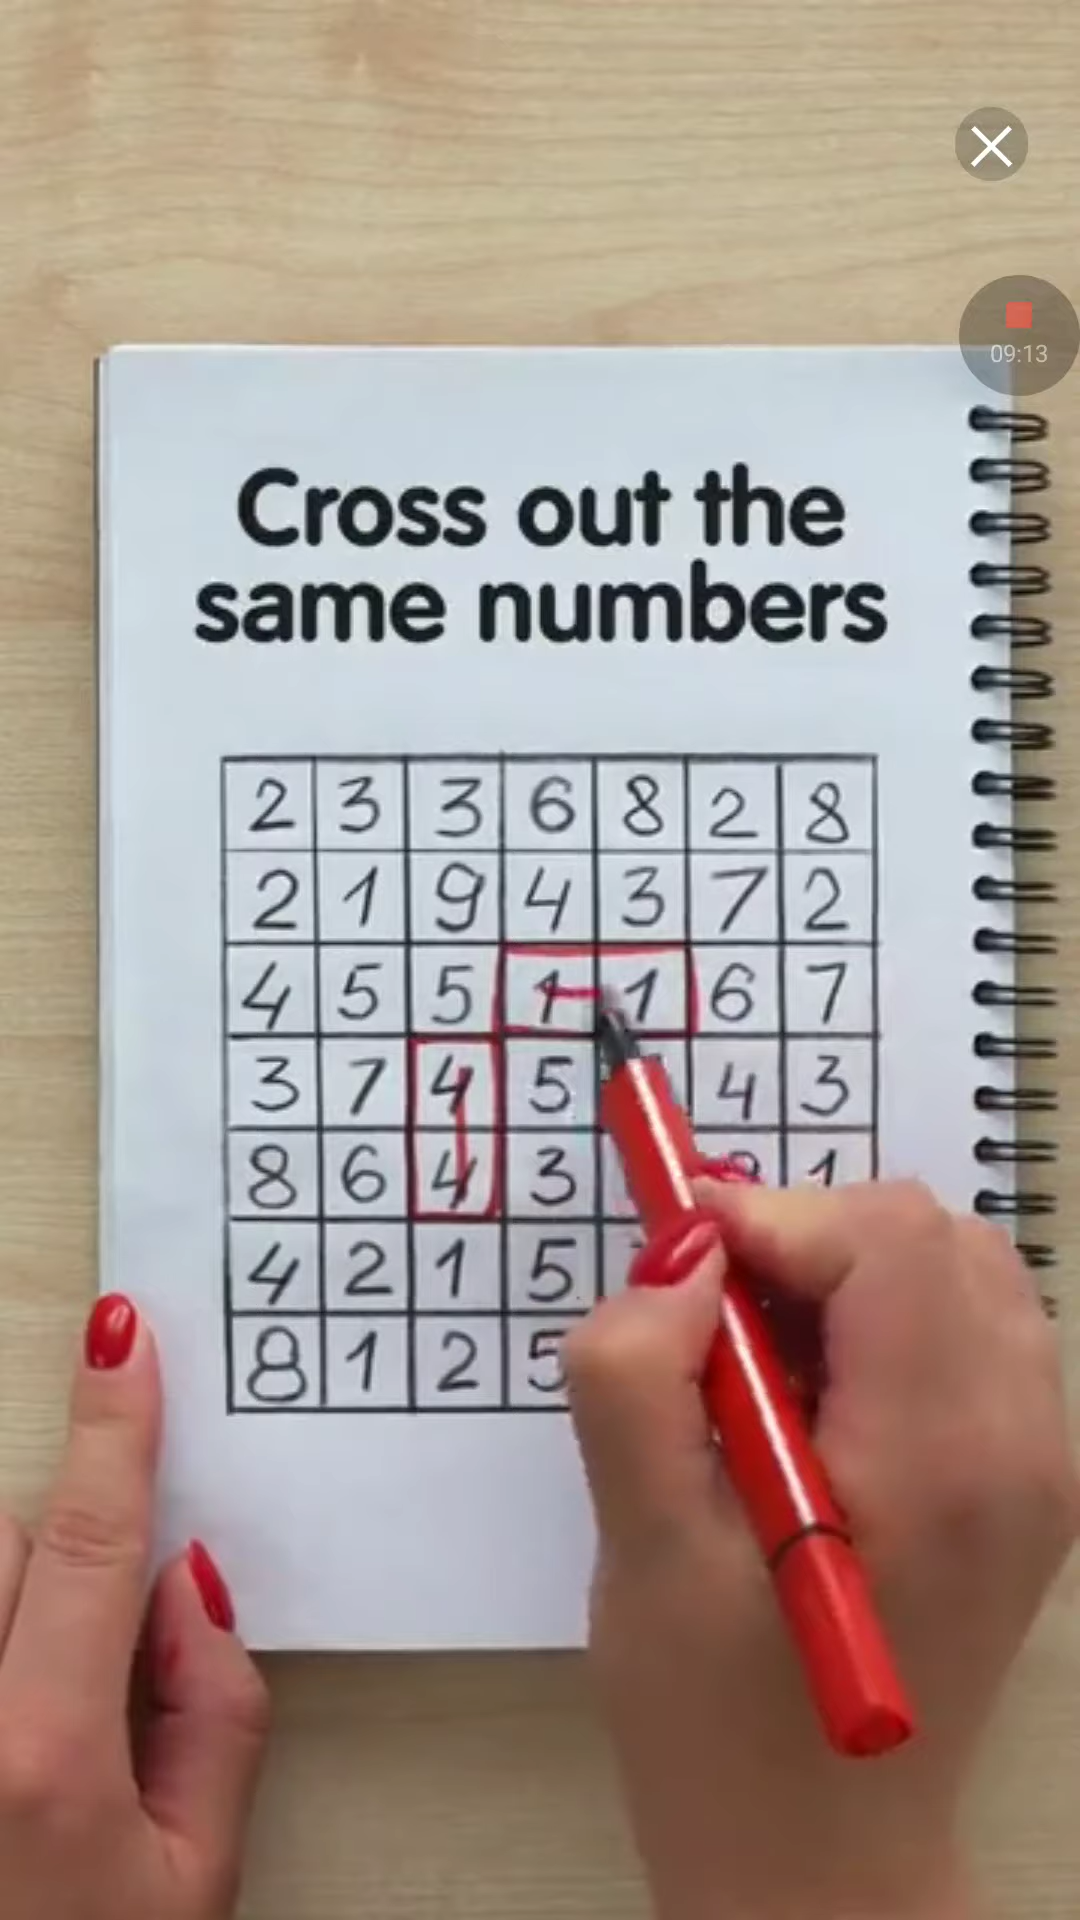 09:13
Cross out the
same numbers
2 3 3 6 8 2 8
2 1 9 4 3 7 2
4 5 5 1 1 6 7
3 7 4 5 4 3
8 6 4 3 1
4 2 1 5
8 1 2 5